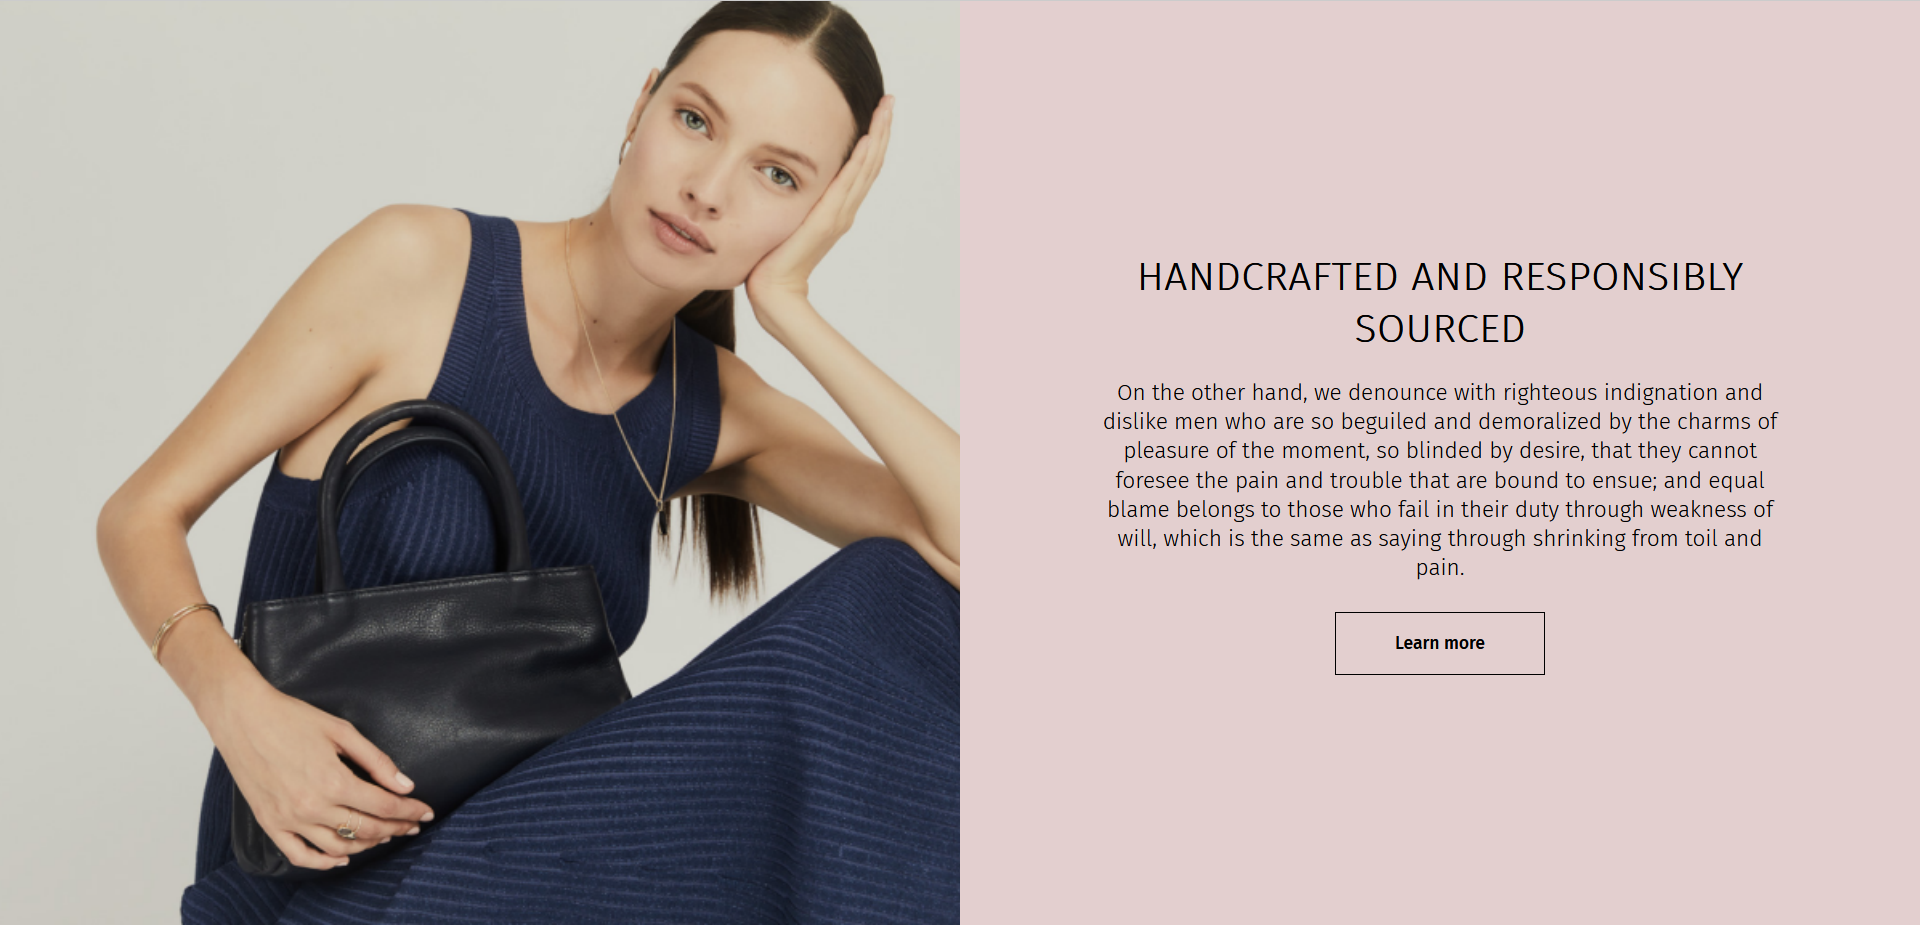 HANDCRAFTED AND RESPONSIBLY
SOURCED
On the other hand, we denounce with righteous indignation and
dislike men who are so beguiled and demoralized by the charms of
pleasure of the moment, so blinded by desire, that they cannot
foresee the pain and trouble that are bound to ensue; and equal
blame belongs to those who fail in their duty through weakness of
will, which is the same as saying through shrinking from toil and
pain.
Learn more